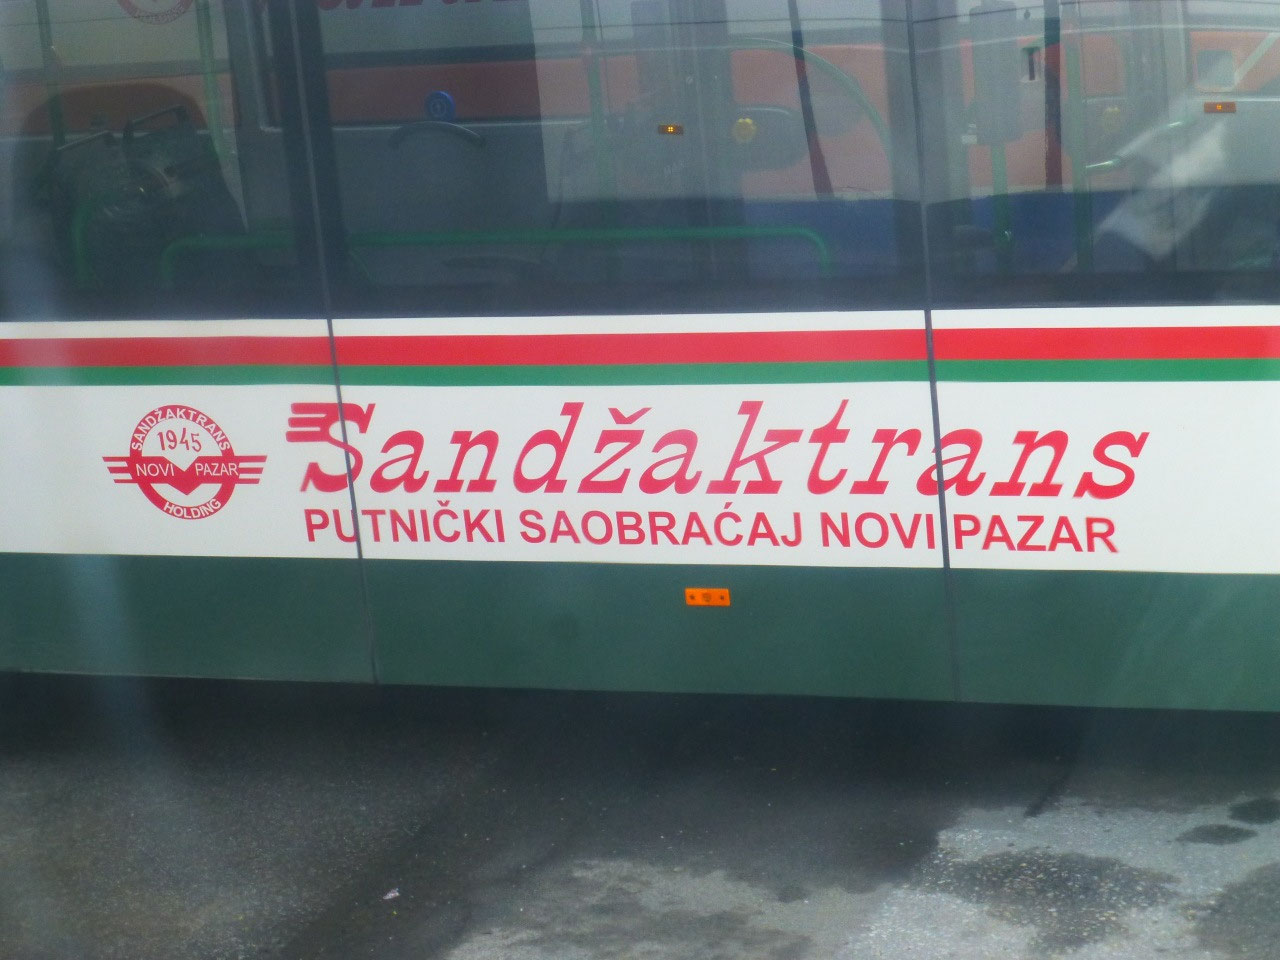 SANDŽAKTRANS
1945
NOVI PAZAR
HOLDING
Sandžaktrans
PUTNIČKI SAOBRAĆAJ NOVI PAZAR